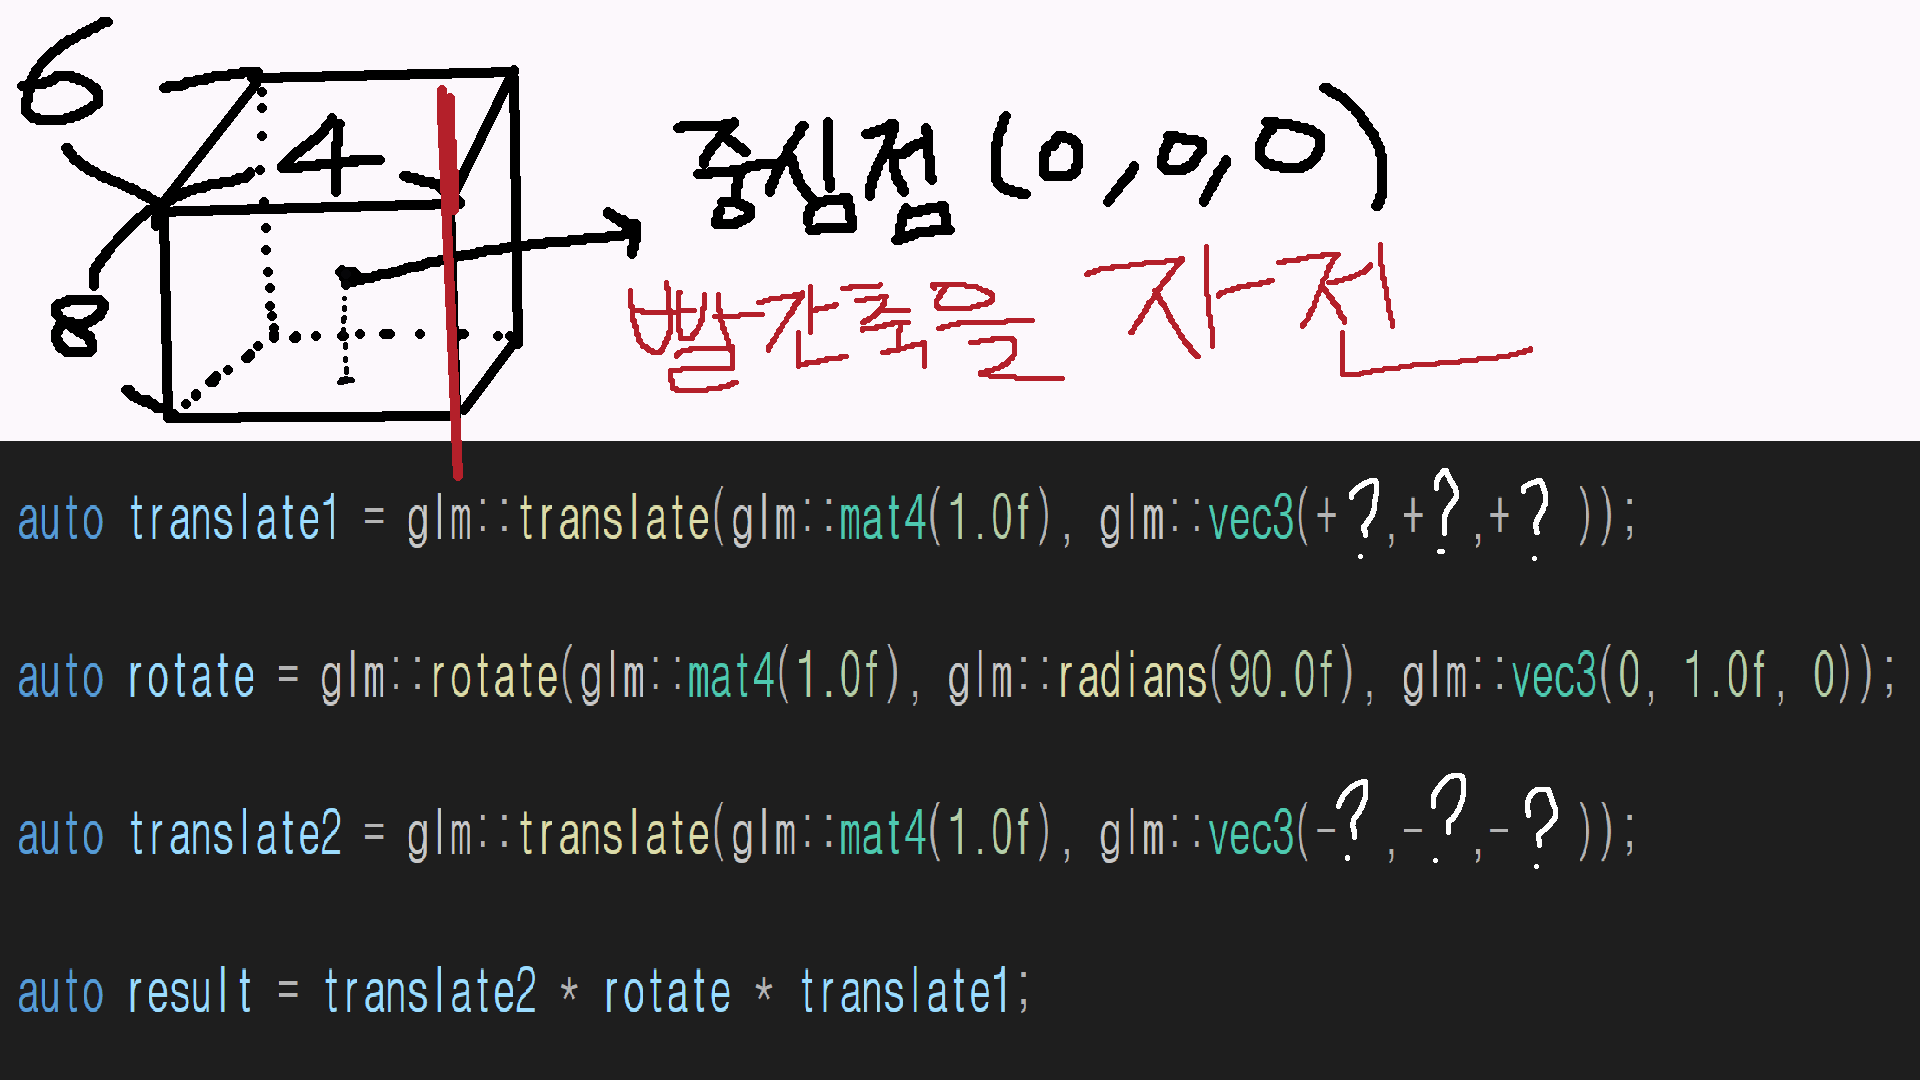 6
4
8
중심점 (0,0,0)
빨간축을 자전
auto translate1 = glm::translate(glm::mat4(1.0f), glm::vec3(+?,+?,+? ));
auto rotate = glm::rotate(glm::mat4(1.0f), glm::radians(90.0f), glm::vec3(0, 1.0f, 0));
auto translate2 = glm::translate(glm::mat4(1.0f), glm::vec3(-?,-?,-? ));
auto result = translate2 * rotate * translate1;